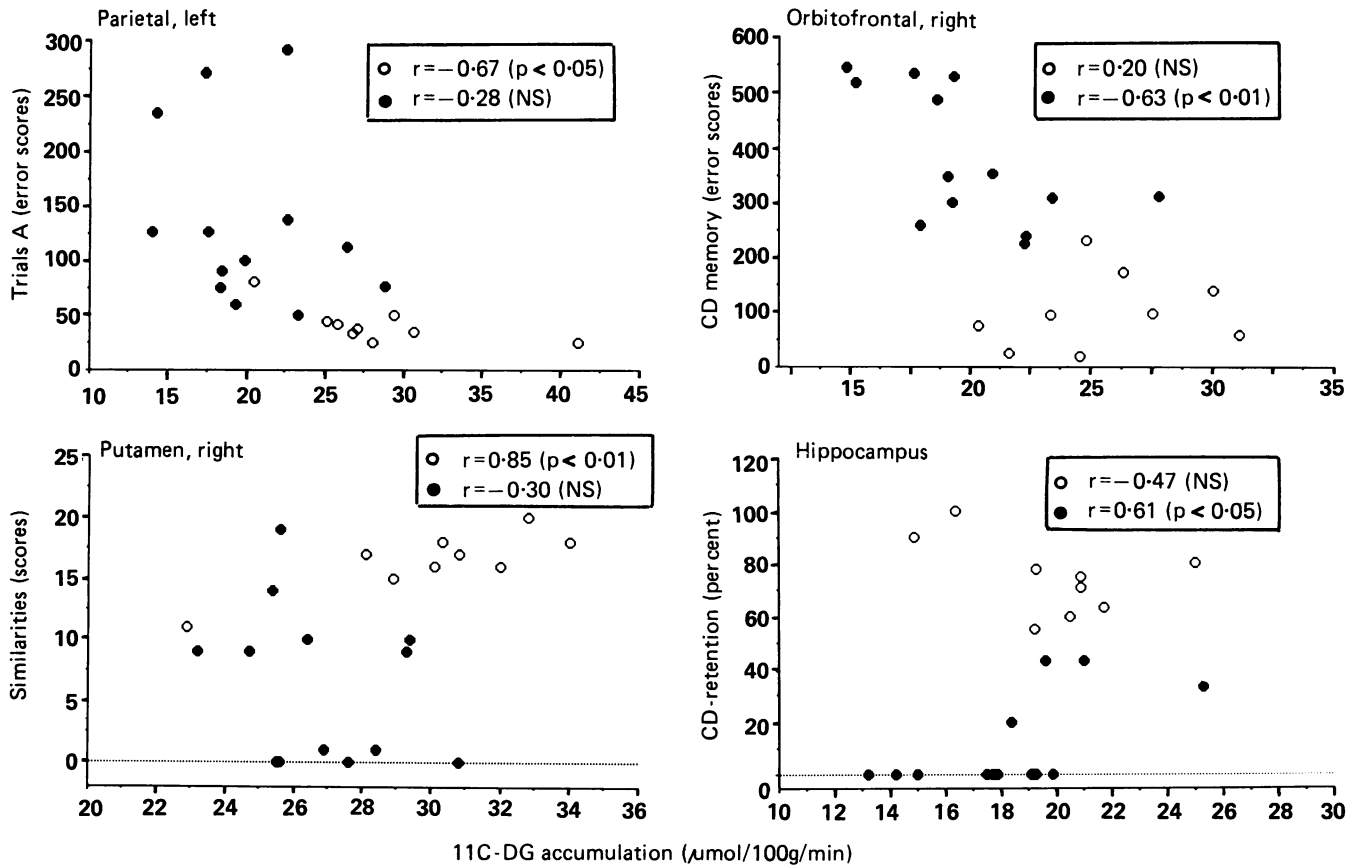 Parietal, left
Trials A (error scores)
300
250
200
150
100
50
0
10 15 20 25 30 35 40 45
○ r=−0·67 (p < 0·05)
● r=−0·28 (NS)
Orbitofrontal, right
CD memory (error scores)
600
500
400
300
200
100
0
15 20 25 30 35
○ r=0·20 (NS)
● r=−0·63 (p < 0·01)
Putamen, right
Similarities (scores)
25
20
15
10
5
0
20 22 24 26 28 30 32 34 36
○ r=0·85 (p < 0·01)
● r=−0·30 (NS)
Hippocampus
CD-retention (per cent)
120
100
80
60
40
20
0
10 12 14 16 18 20 22 24 26 28 30
○ r=−0·47 (NS)
● r=0·61 (p < 0·05)
11C-DG accumulation (μmol/100g/min)